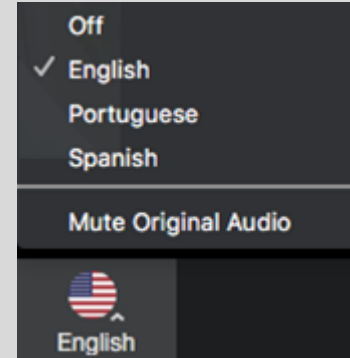 Off
English
Portuguese
Spanish
Mute Original Audio
English